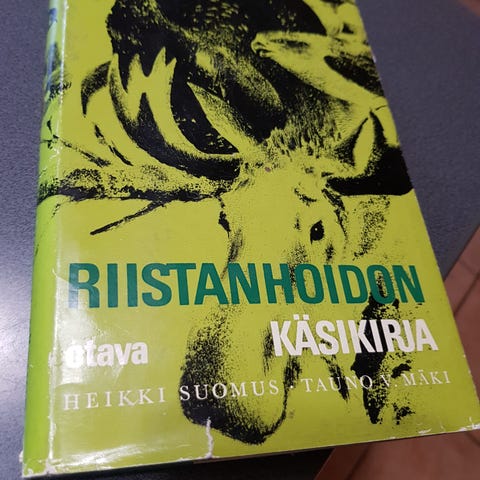 RIISTANHOIDON
otava KÄSIKIRJA
HEIKKI SUOMUS · TAUNO V. MÄKI